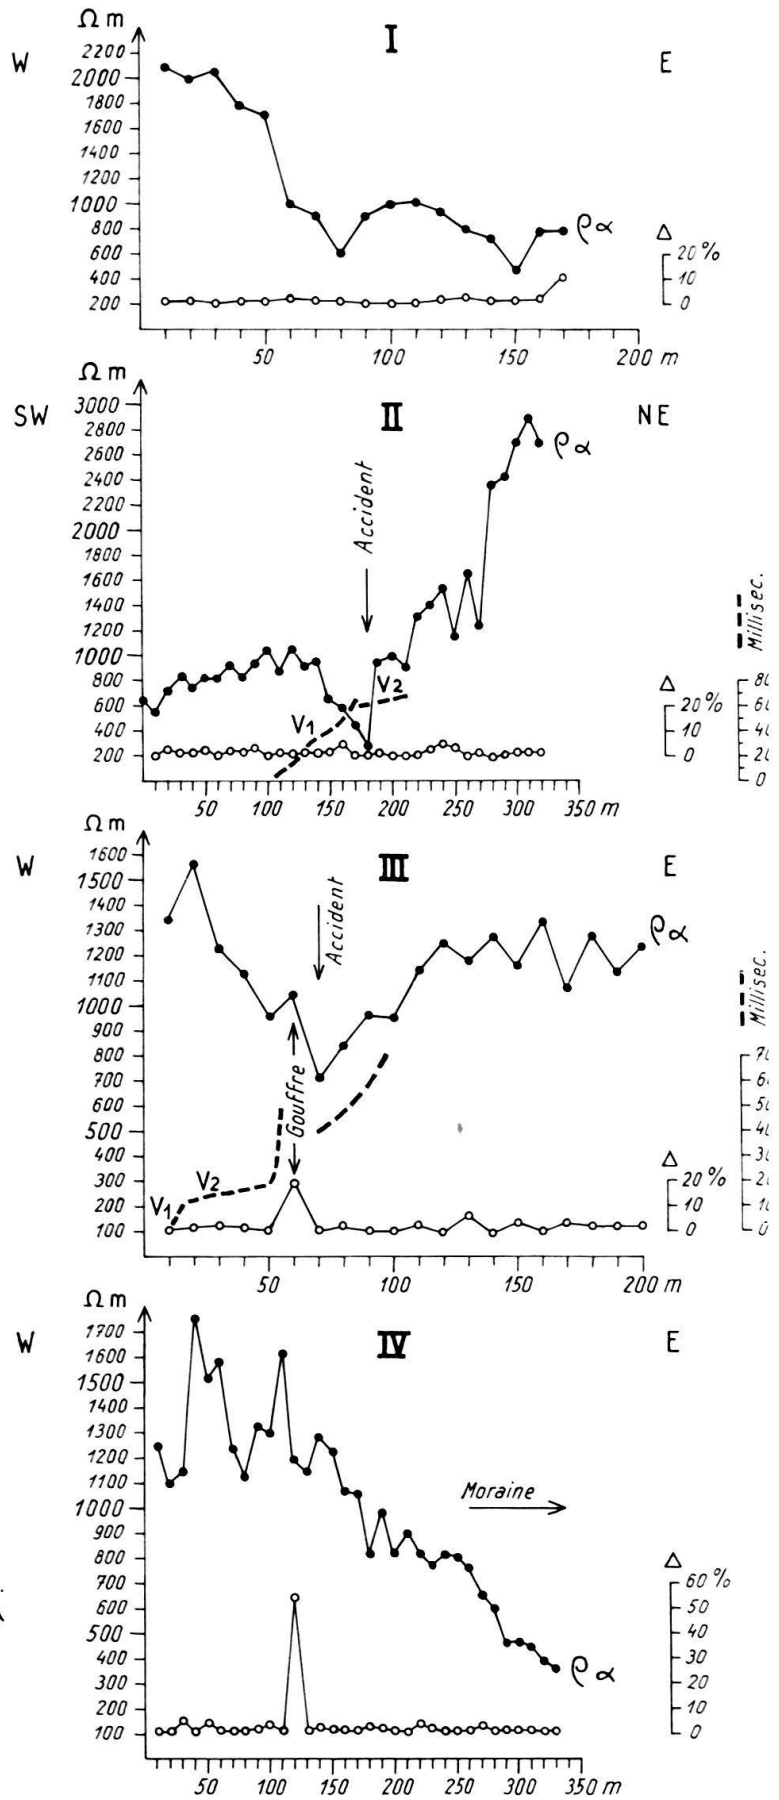 Ωm
I
W
E
2200
2000
1800
1600
1400
1200
1000
800
600
400
200
ρα
Δ
20%
10
0
50 100 150 200 m
Ωm
II
SW
NE
3000
2800
2600
2400
2200
2000
1800
1600
1400
1200
1000
800
600
400
200
ρα
Accident
V1
V2
Δ
20%
10
0
Millisec.
20
0
50 100 150 200 250 300 350 m
Ωm
III
W
E
1600
1500
1400
1300
1200
1100
1000
900
800
700
600
500
400
300
200
100
ρα
Accident
Gouffre
V1
V2
Δ
20%
10
0
Millisec.
50 100 150 200 m
Ωm
IV
W
E
1700
1600
1500
1400
1300
1200
1100
1000
900
800
700
600
500
400
300
200
100
Moraine
ρα
Δ
60%
50
40
30
20
10
0
50 100 150 200 250 300 350 m